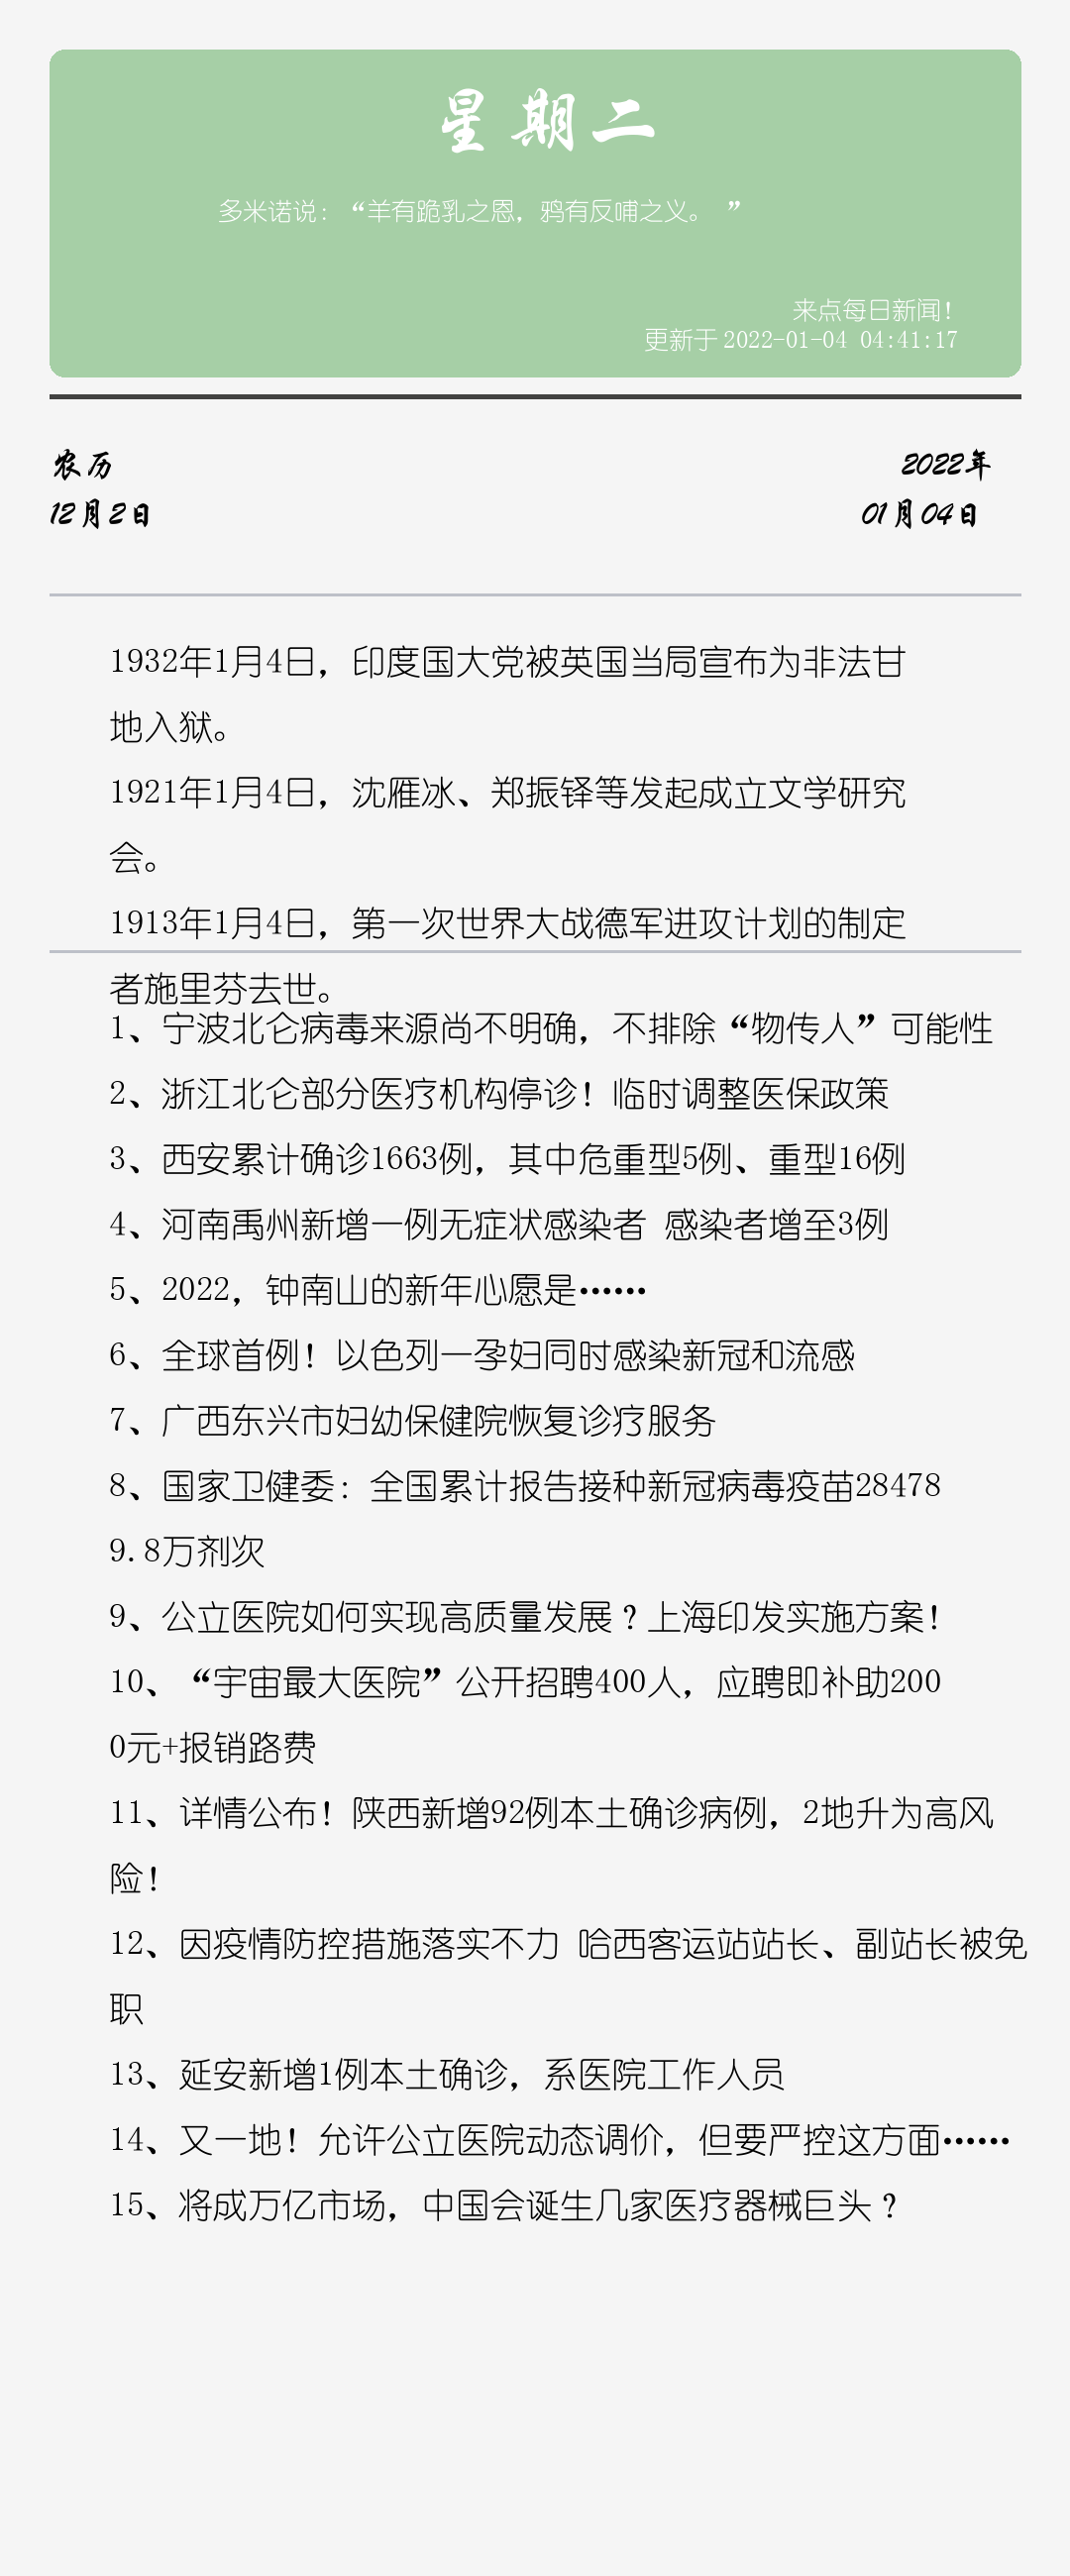 星期二
多米诺说：“羊有跪乳之恩，鸦有反哺之义。 ”
来点每日新闻！
更新于2022-01-04 04:41:17
农历
2022年
12月2日
01月04日
1932年1月4日，印度国大党被英国当局宣布为非法甘
地入狱。
1921年1月4日，沈雁冰、郑振铎等发起成立文学研究
会。
1913年1月4日，第一次世界大战德军进攻计划的制定
者施里芬去世。
1、宁波北仑病毒来源尚不明确，不排除“物传人”可能性
2、浙江北仑部分医疗机构停诊！临时调整医保政策
3、西安累计确诊1663例，其中危重型5例、重型16例
4、河南禹州新增一例无症状感染者 感染者增至3例
5、2022，钟南山的新年心愿是……
6、全球首例！以色列一孕妇同时感染新冠和流感
7、广西东兴市妇幼保健院恢复诊疗服务
8、国家卫健委：全国累计报告接种新冠病毒疫苗28478
9.8万剂次
9、公立医院如何实现高质量发展？上海印发实施方案！
10、“宇宙最大医院”公开招聘400人，应聘即补助200
0元+报销路费
11、详情公布！陕西新增92例本土确诊病例，2地升为高风
险！
12、因疫情防控措施落实不力 哈西客运站站长、副站长被免
职
13、延安新增1例本土确诊，系医院工作人员
14、又一地！允许公立医院动态调价，但要严控这方面……
15、将成万亿市场，中国会诞生几家医疗器械巨头？